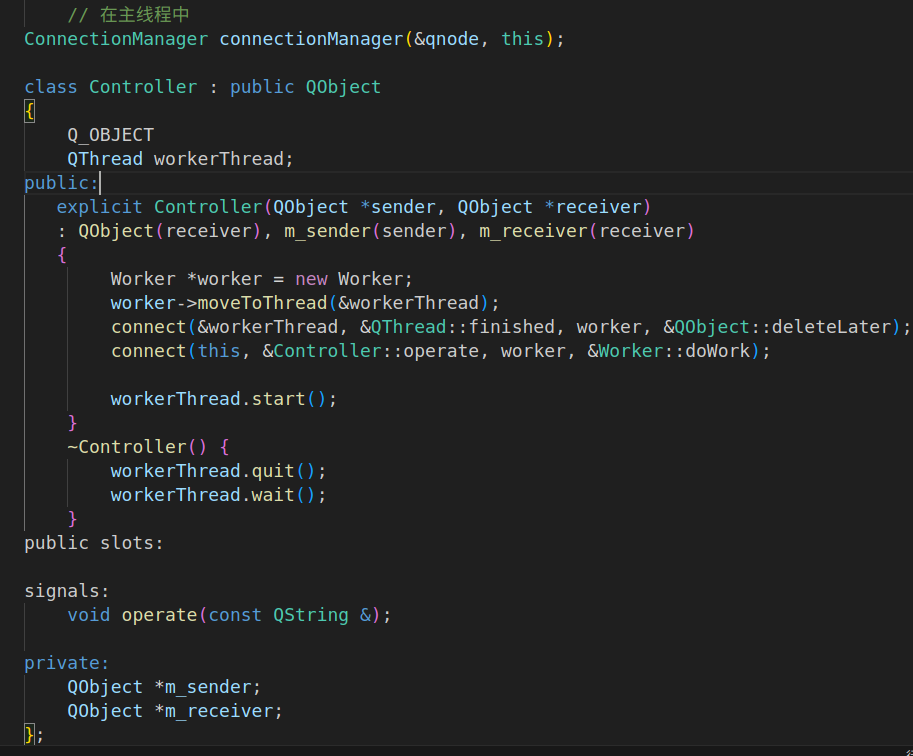 // 在主线程中
ConnectionManager connectionManager(&qnode, this);
class Controller : public QObject
{
Q_OBJECT
QThread workerThread;
public:
explicit Controller(QObject *sender, QObject *receiver)
: QObject(receiver), m_sender(sender), m_receiver(receiver)
{
Worker *worker = new Worker;
worker->moveToThread(&workerThread);
connect(&workerThread, &QThread::finished, worker, &QObject::deleteLater);
connect(this, &Controller::operate, worker, &Worker::doWork);
workerThread.start();
}
~Controller() {
workerThread.quit();
workerThread.wait();
}
public slots:
signals:
void operate(const QString &);
private:
QObject *m_sender;
QObject *m_receiver;
};